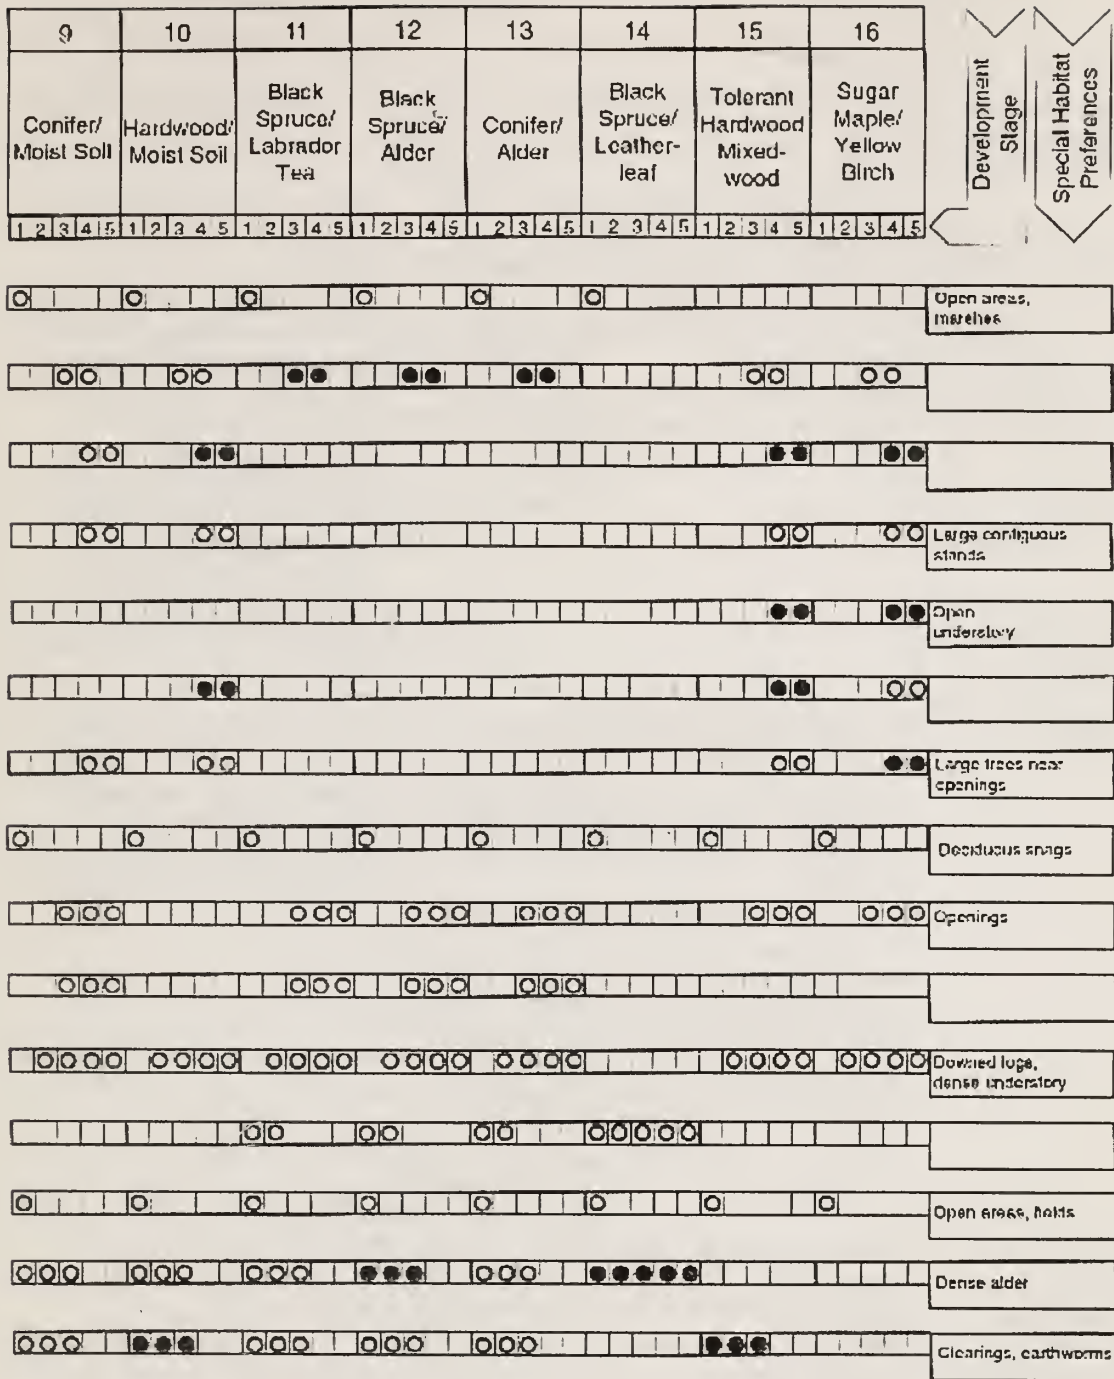 9 10 11 12 13 14 15 16
Conifer/
Moist Soil
Hardwood/
Moist Soil
Black
Spruce/
Labrador
Tea
Black
Spruce/
Alder
Conifer/
Alder
Black
Spruce/
Leather-
leaf
Tolerant
Hardwood
Mixed-
wood
Sugar
Maple/
Yellow
Birch
Development
Stage
Special Habitat
Preferences
1 2 3 4 5 1 2 3 4 5 1 2 3 4 5 1 2 3 4 5 1 2 3 4 5 1 2 3 4 5 1 2 3 4 5 1 2 3 4 5
Open areas,
marshes
Large contiguous
stands
Open
understory
Large trees near
openings
Deciduous snags
Openings
Downed logs,
dense understory
Open areas, fields
Dense alder
Clearings, earthworms